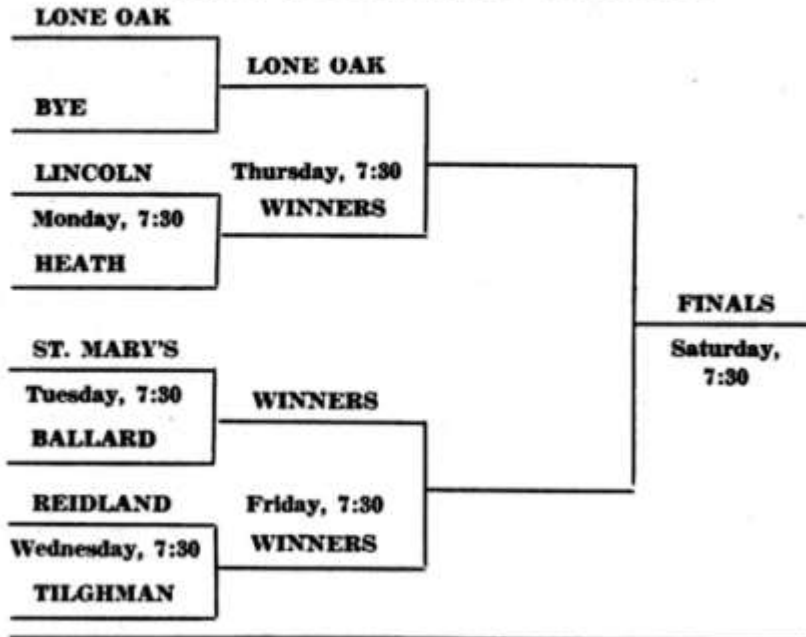 LONE OAK
BYE
LONE OAK
LINCOLN
Monday, 7:30
HEATH
Thursday, 7:30
WINNERS
ST. MARY'S
Tuesday, 7:30
BALLARD
WINNERS
REIDLAND
Wednesday, 7:30
TILGHMAN
Friday, 7:30
WINNERS
FINALS
Saturday,
7:30